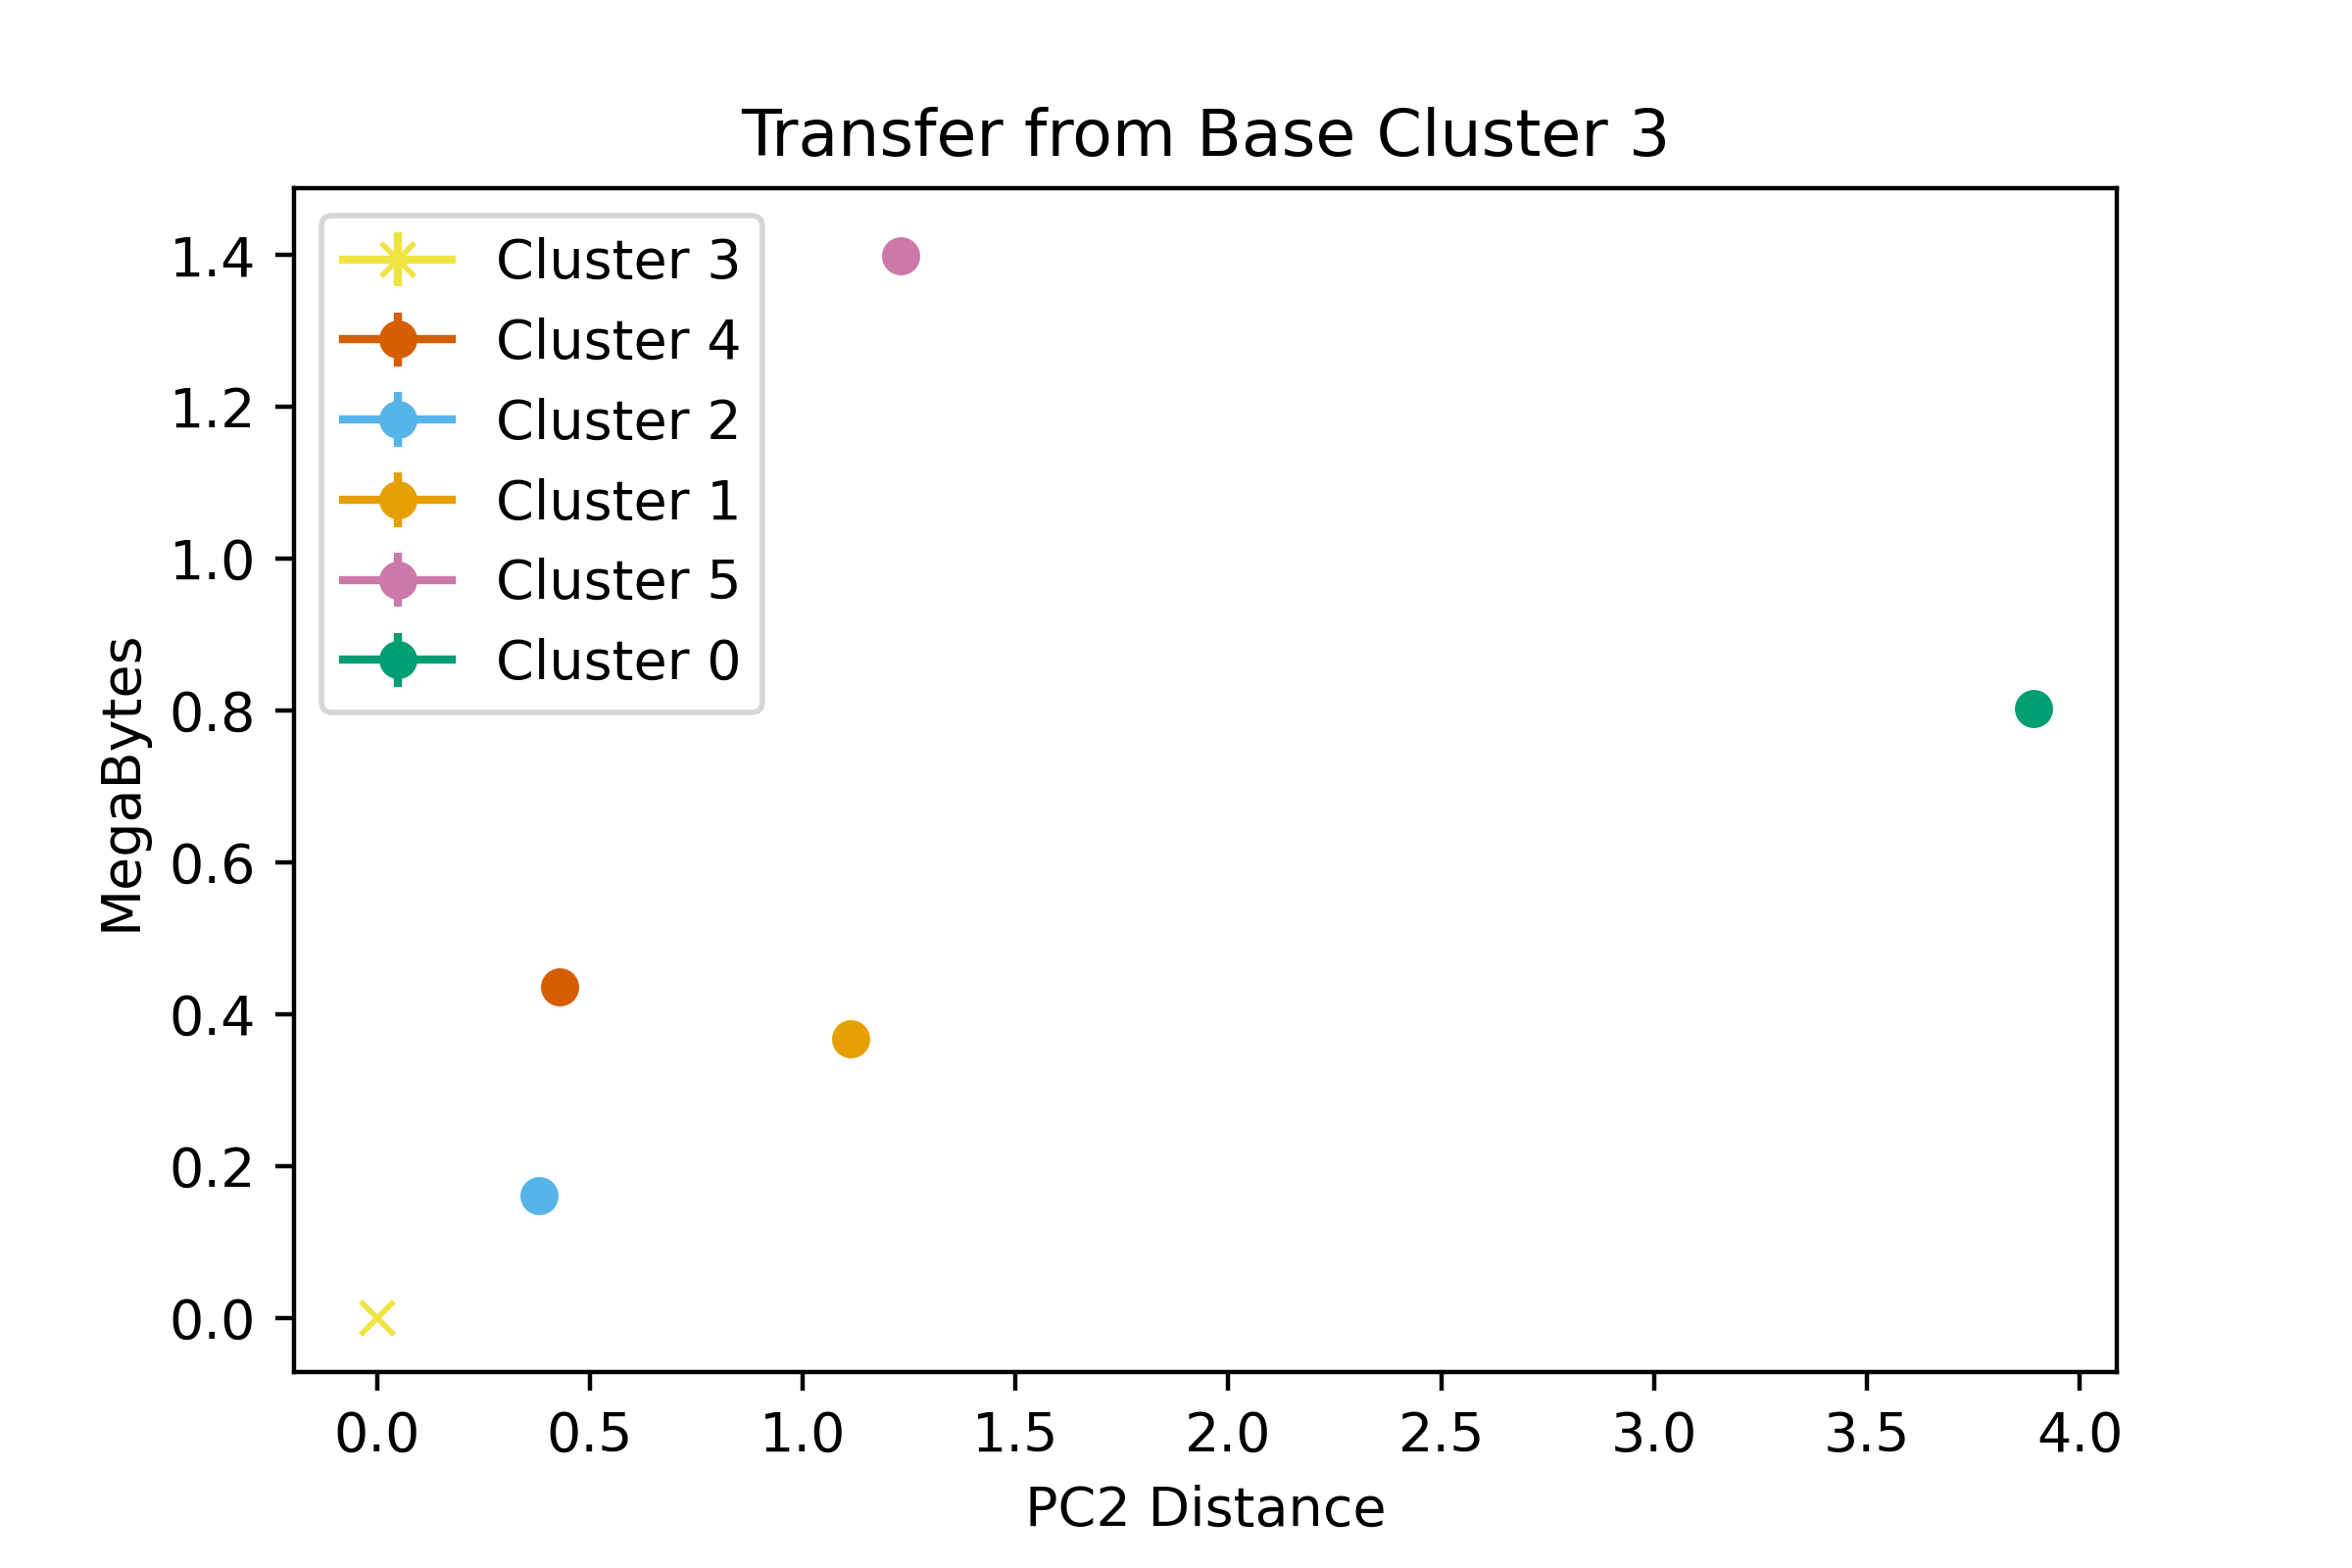 Transfer from Base Cluster 3
MegaBytes
1.4
1.2
1.0
0.8
0.6
0.4
0.2
0.0
Cluster 3
Cluster 4
Cluster 2
Cluster 1
Cluster 5
Cluster 0
0.0 0.5 1.0 1.5 2.0 2.5 3.0 3.5 4.0
PC2 Distance